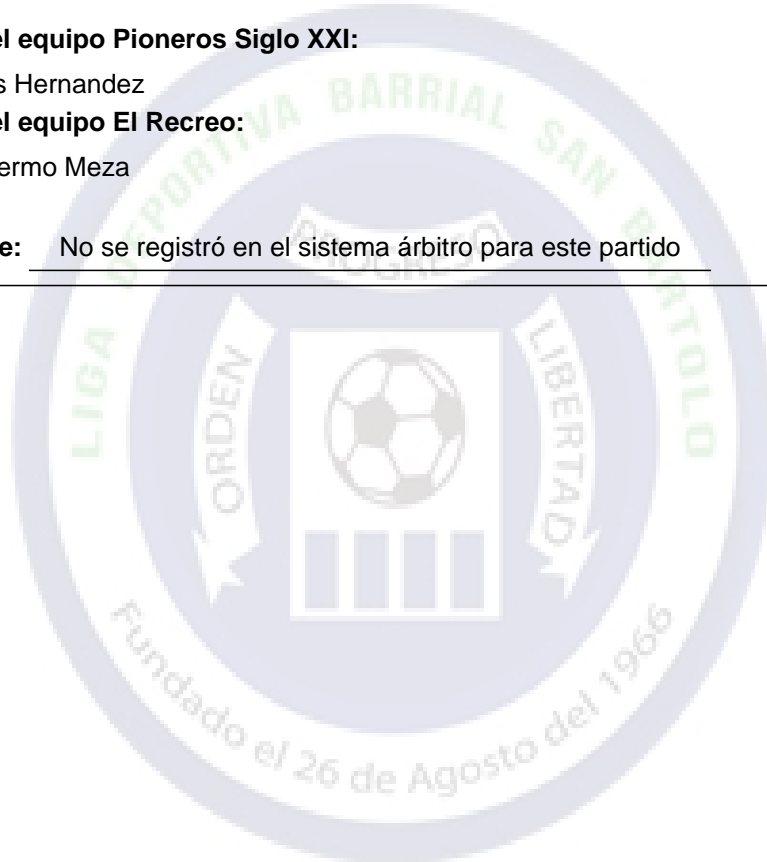 el equipo Pioneros Siglo XXI:
s Hernandez
el equipo El Recreo:
ermo Meza
e: No se registró en el sistema árbitro para este partido
LIGA DEPORTIVA BARRIAL SAN BARTOLO
PROGRESO
ORDEN
LIBERTAD
Fundado el 26 de Agosto del 1966